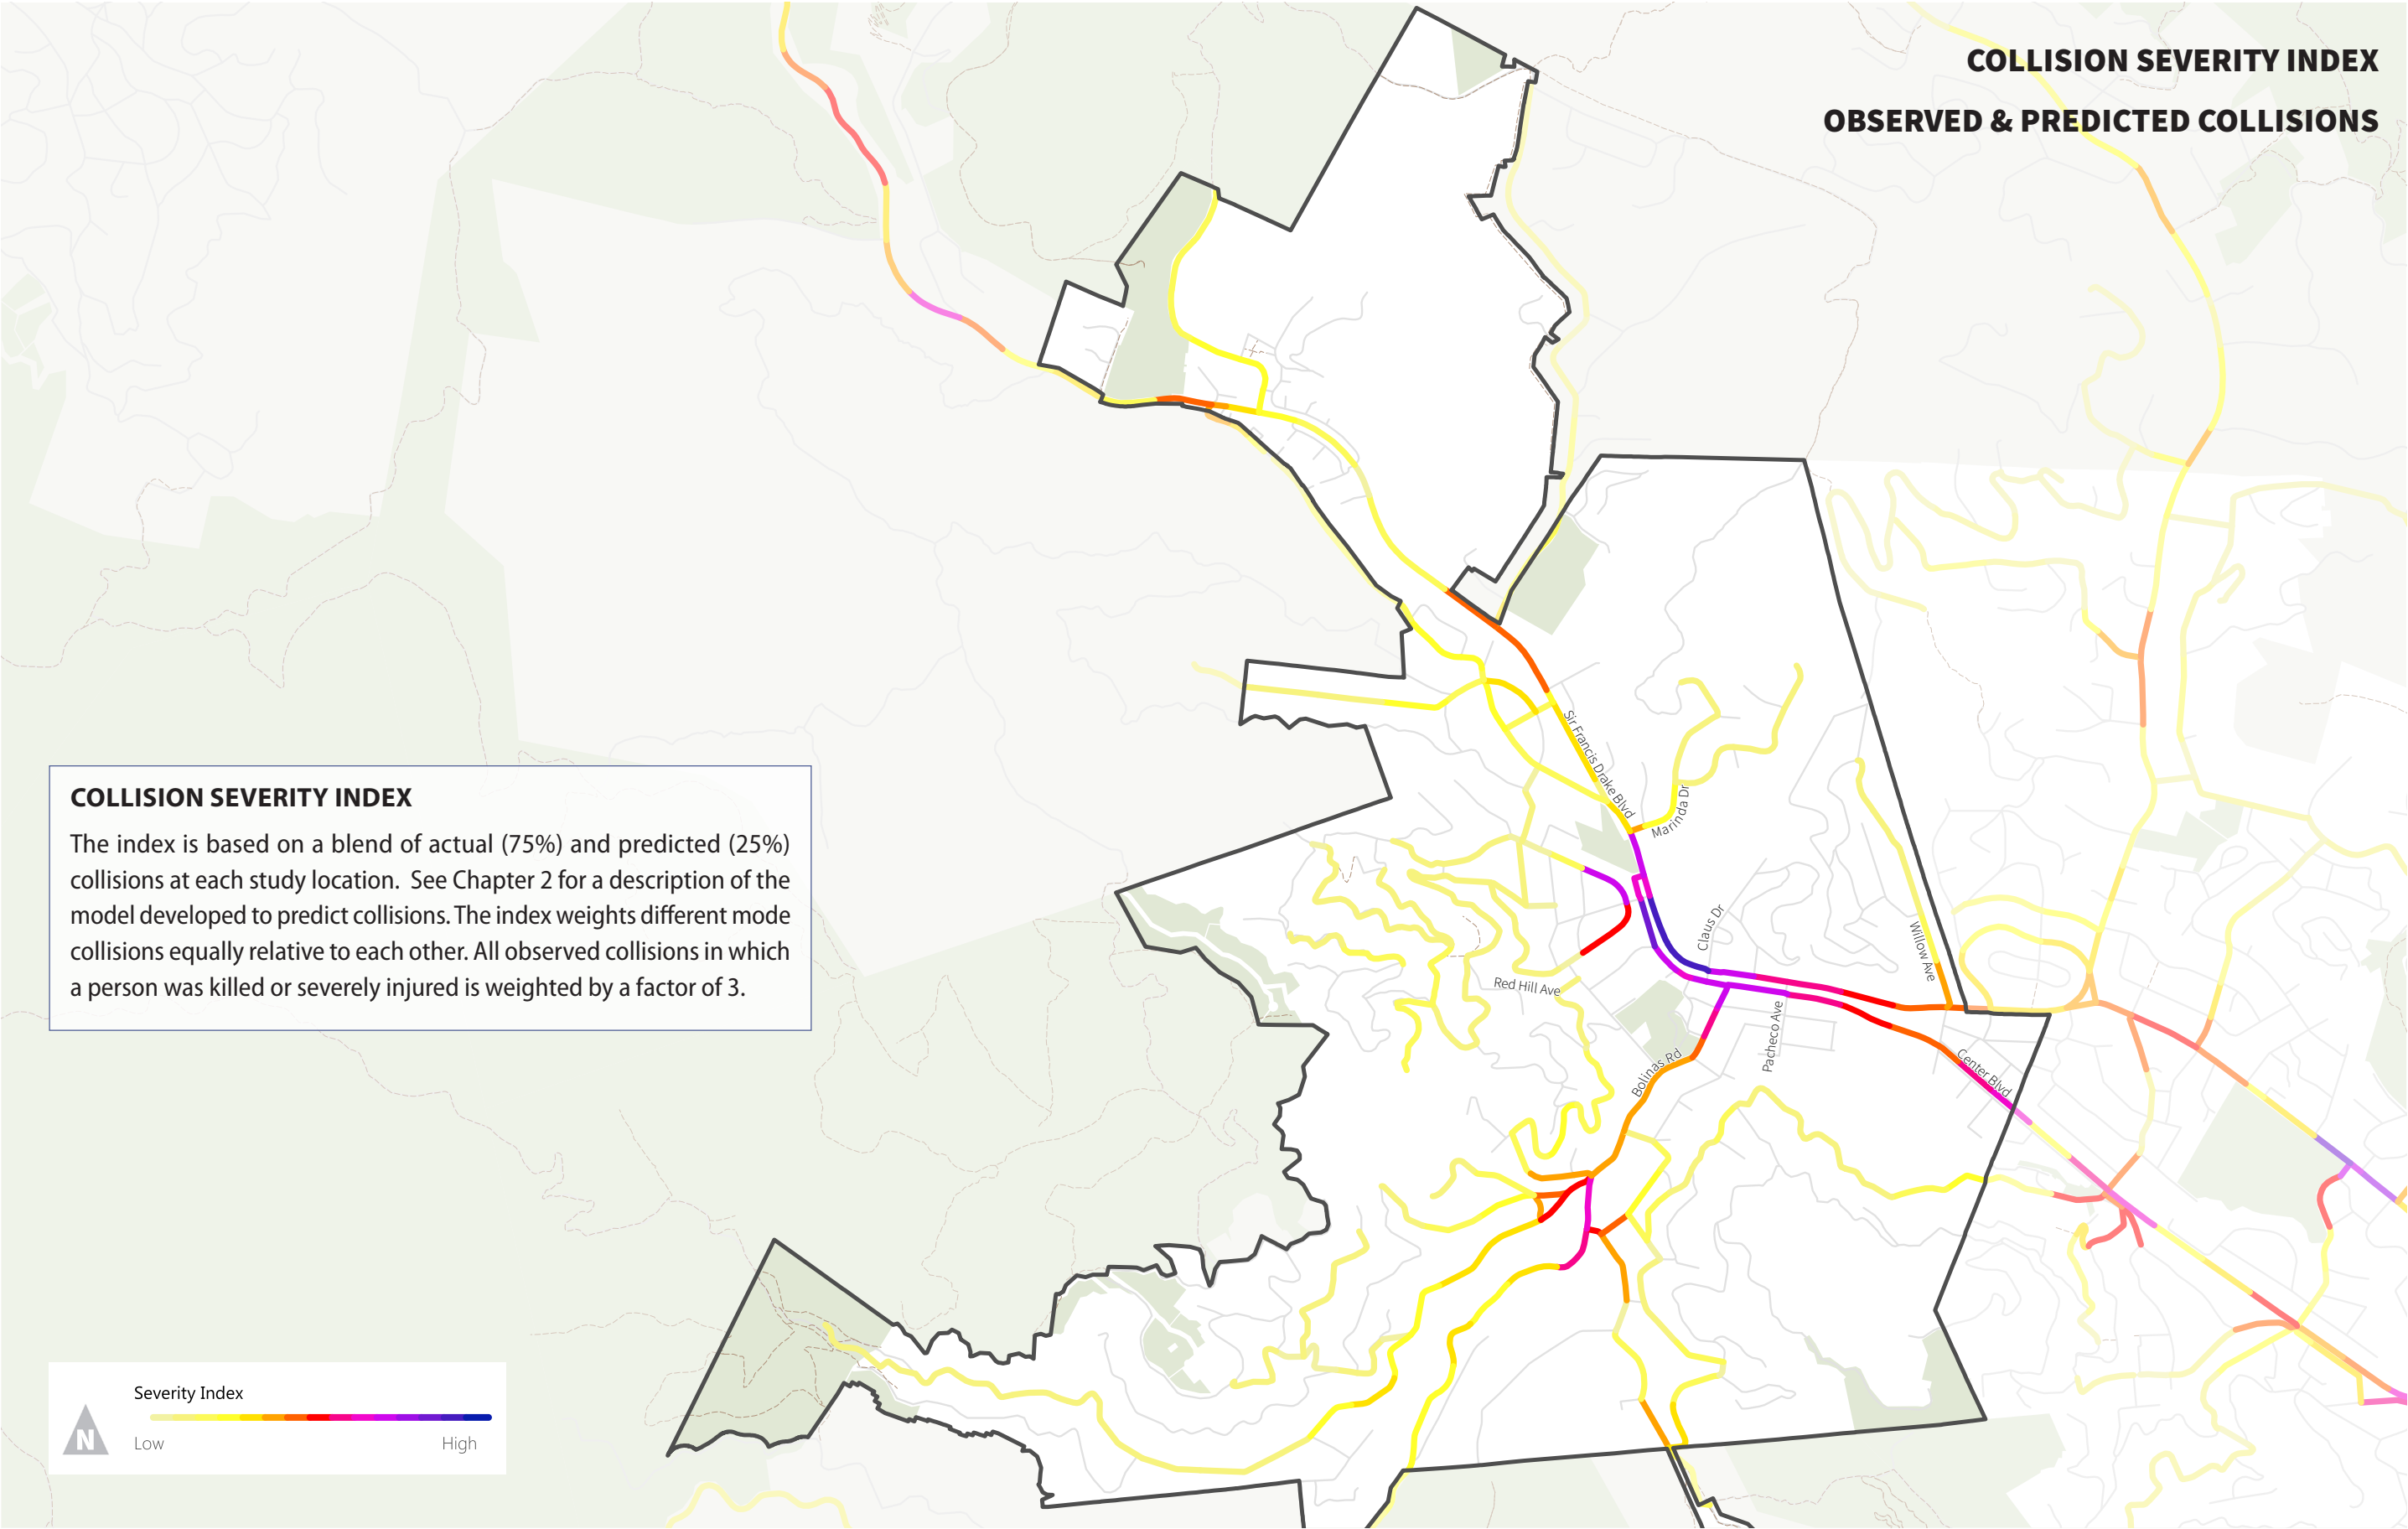 COLLISION SEVERITY INDEX
OBSERVED & PREDICTED COLLISIONS
Sir Francis Drake Blvd
Marinda Dr
Claus Dr
Willow Ave
Red Hill Ave
Pacheco Ave
Bolinas Rd
Center Blvd
COLLISION SEVERITY INDEX
The index is based on a blend of actual (75%) and predicted (25%)
collisions at each study location. See Chapter 2 for a description of the
model developed to predict collisions. The index weights different mode
collisions equally relative to each other. All observed collisions in which
a person was killed or severely injured is weighted by a factor of 3.
Severity Index
N
Low High